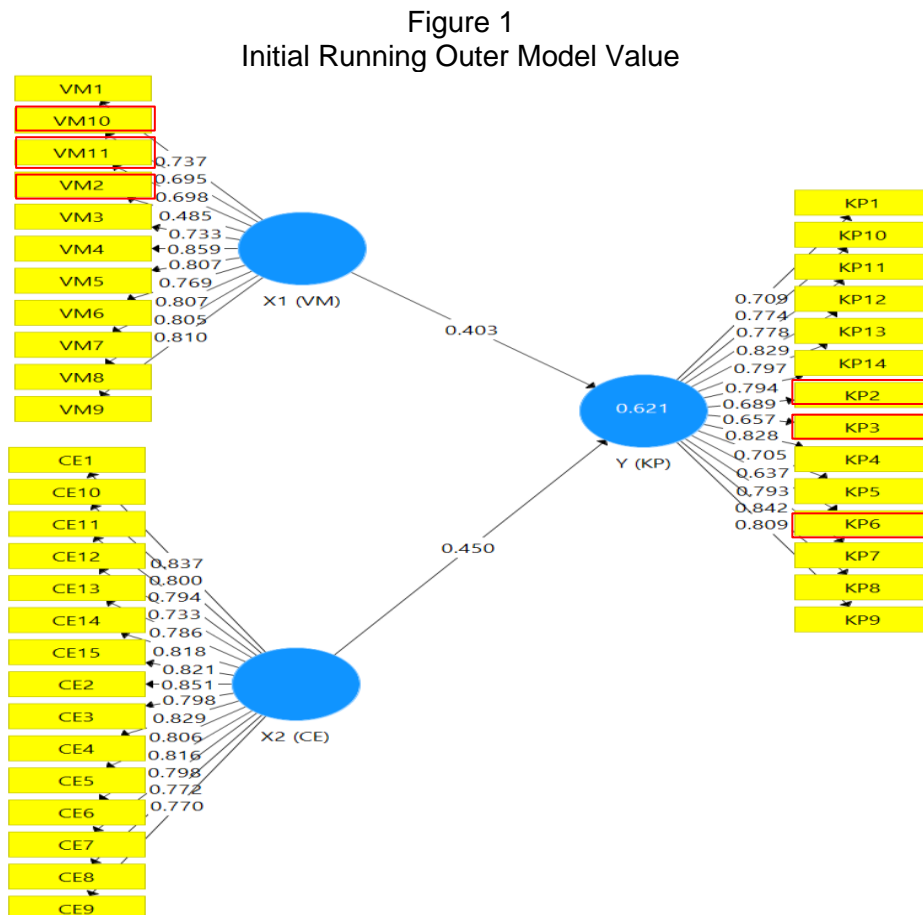 Figure 1
Initial Running Outer Model Value
VM1
VM10
VM11
VM2
VM3
VM4
VM5
VM6
VM7
VM8
VM9
0.737
0.695
0.698
0.485
0.733
0.859
0.807
0.769
0.807
0.805
0.810
X1 (VM)
0.403
CE1
CE10
CE11
CE12
CE13
CE14
CE15
CE2
CE3
CE4
CE5
CE6
CE7
CE8
CE9
0.837
0.800
0.794
0.733
0.786
0.818
0.821
0.851
0.798
0.829
0.806
0.816
0.798
0.772
0.770
X2 (CE)
0.450
0.621
Y (KP)
0.709
0.774
0.778
0.829
0.797
0.794
0.689
0.657
0.828
0.705
0.637
0.793
0.842
0.809
KP1
KP10
KP11
KP12
KP13
KP14
KP2
KP3
KP4
KP5
KP6
KP7
KP8
KP9